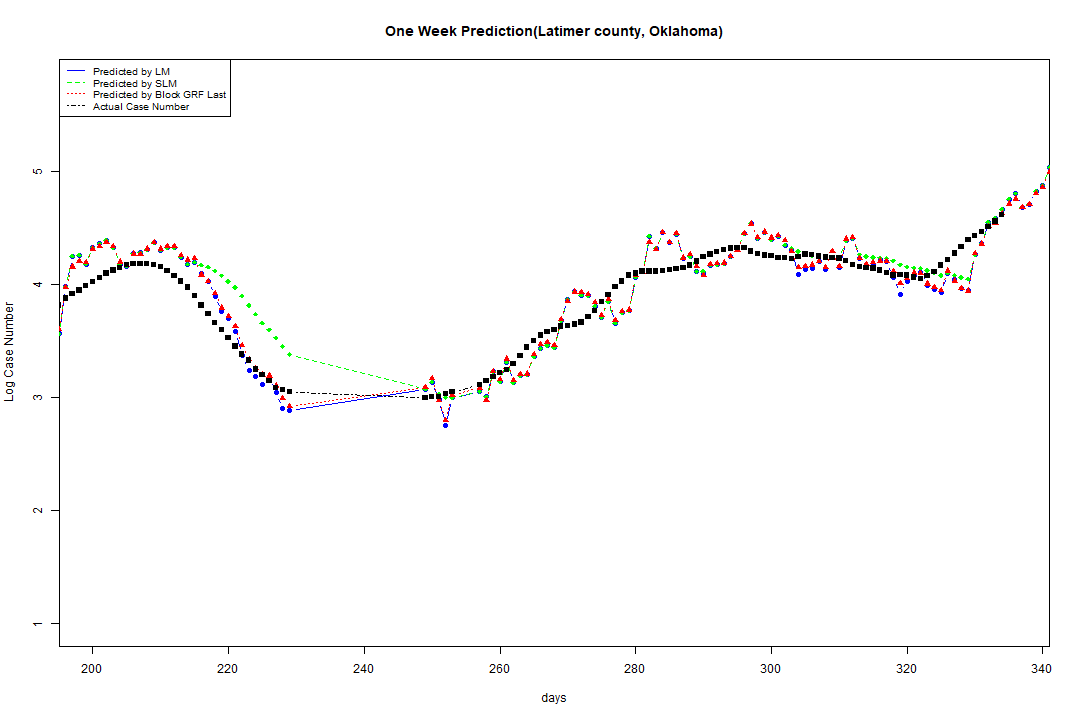 One Week Prediction(Latimer county, Oklahoma)
Predicted by LM
Predicted by SLM
Predicted by Block GRF Last
Actual Case Number
Log Case Number
5
4
3
2
1
200 220 240 260 280 300 320 340
days